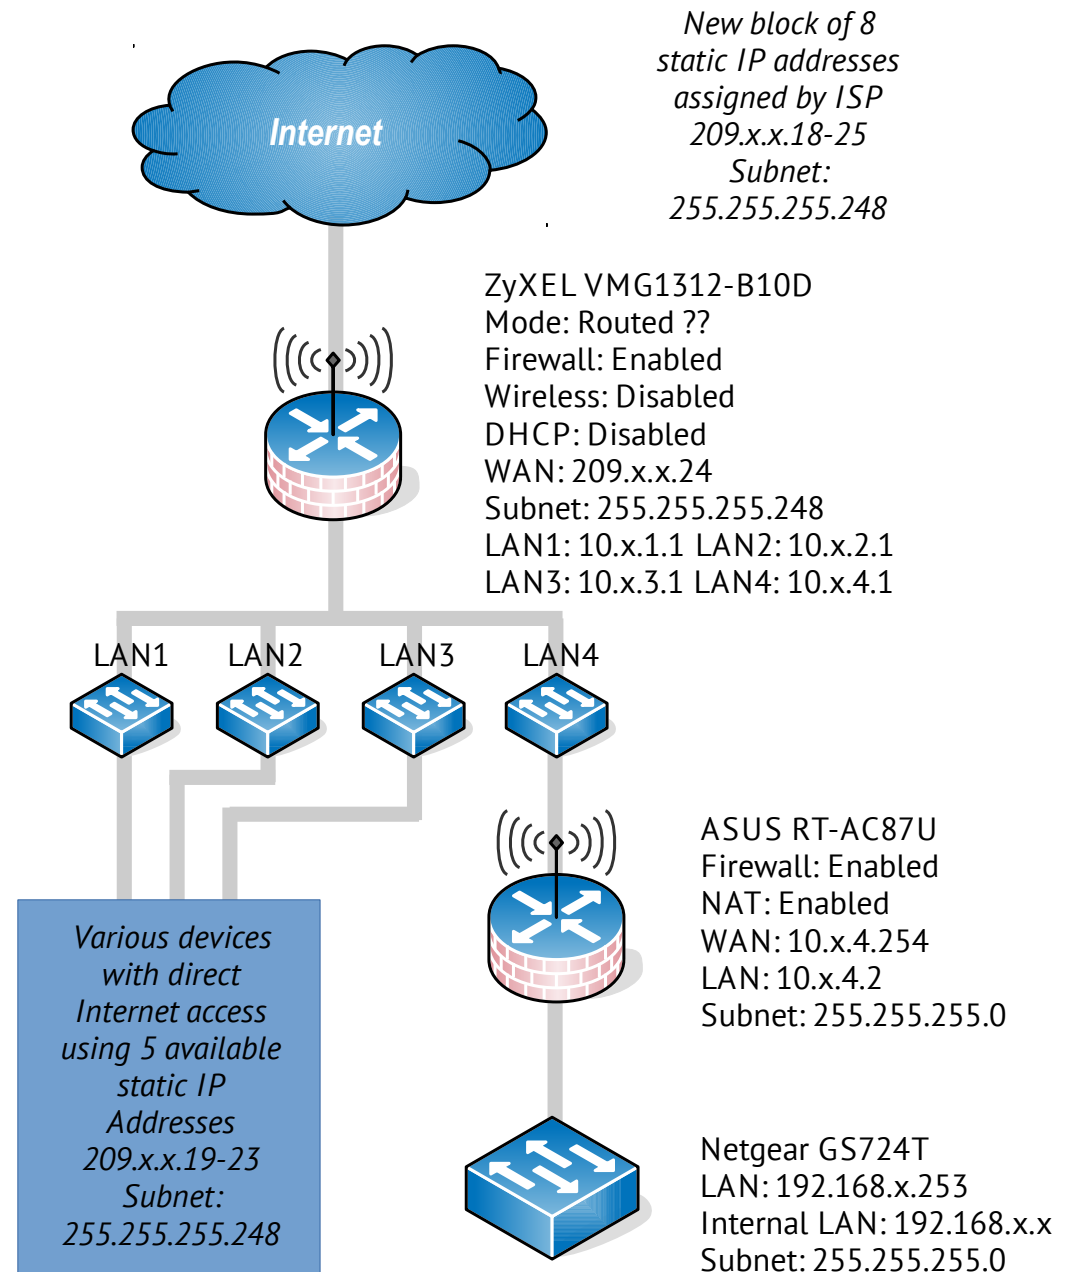 New block of 8
static IP addresses
assigned by ISP
209.x.x.18-25
Subnet:
255.255.255.248
Internet
ZyXEL VMG1312-B10D
Mode: Routed ??
Firewall: Enabled
Wireless: Disabled
DHCP: Disabled
WAN: 209.x.x.24
Subnet: 255.255.255.248
LAN1: 10.x.1.1 LAN2: 10.x.2.1
LAN3: 10.x.3.1 LAN4: 10.x.4.1
LAN1
LAN2
LAN3
LAN4
ASUS RT-AC87U
Firewall: Enabled
NAT: Enabled
WAN: 10.x.4.254
LAN: 10.x.4.2
Subnet: 255.255.255.0
Various devices
with direct
Internet access
using 5 available
static IP
Addresses
209.x.x.19-23
Subnet:
255.255.255.248
Netgear GS724T
LAN: 192.168.x.253
Internal LAN: 192.168.x.x
Subnet: 255.255.255.0